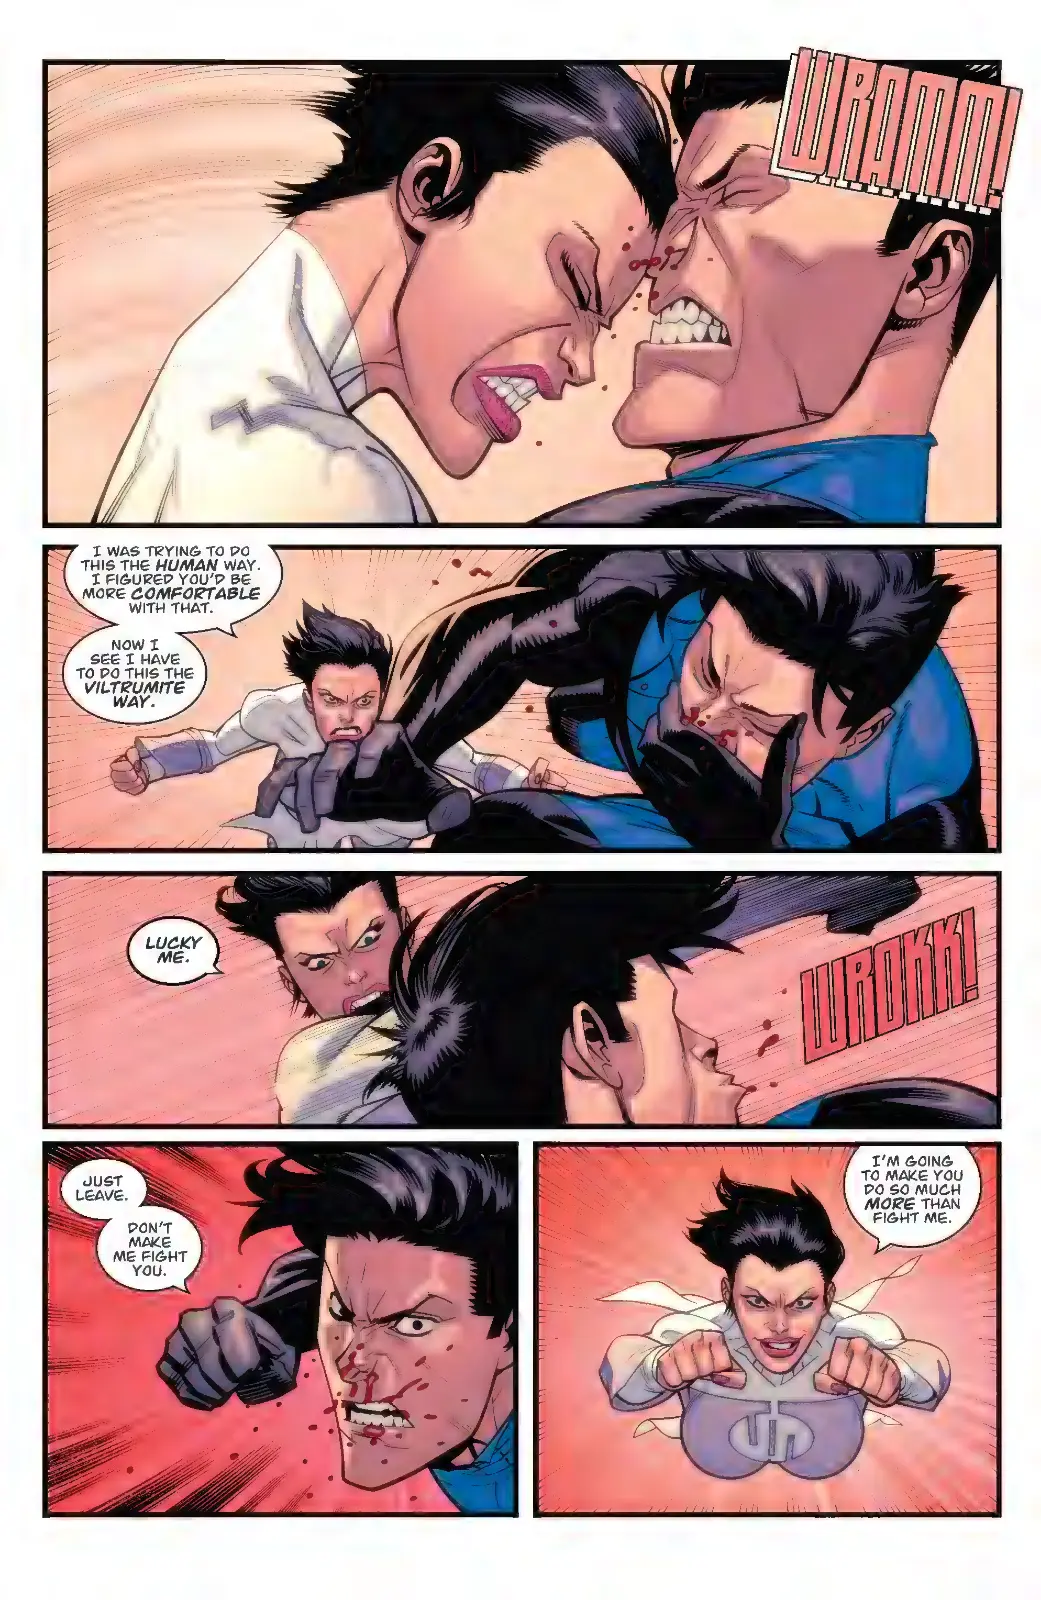 WRAMM!
I WAS TRYING TO DO
THIS THE HUMAN WAY.
I FIGURED YOU'D BE
MORE COMFORTABLE
WITH THAT.
NOW I
SEE I HAVE
TO DO THIS THE
VILTRUMITE
WAY.
LUCKY
ME.
WROKK!
JUST
LEAVE.
DON'T
MAKE
ME FIGHT
YOU.
I'M GOING
TO MAKE YOU
DO SO MUCH
MORE THAN
FIGHT ME.